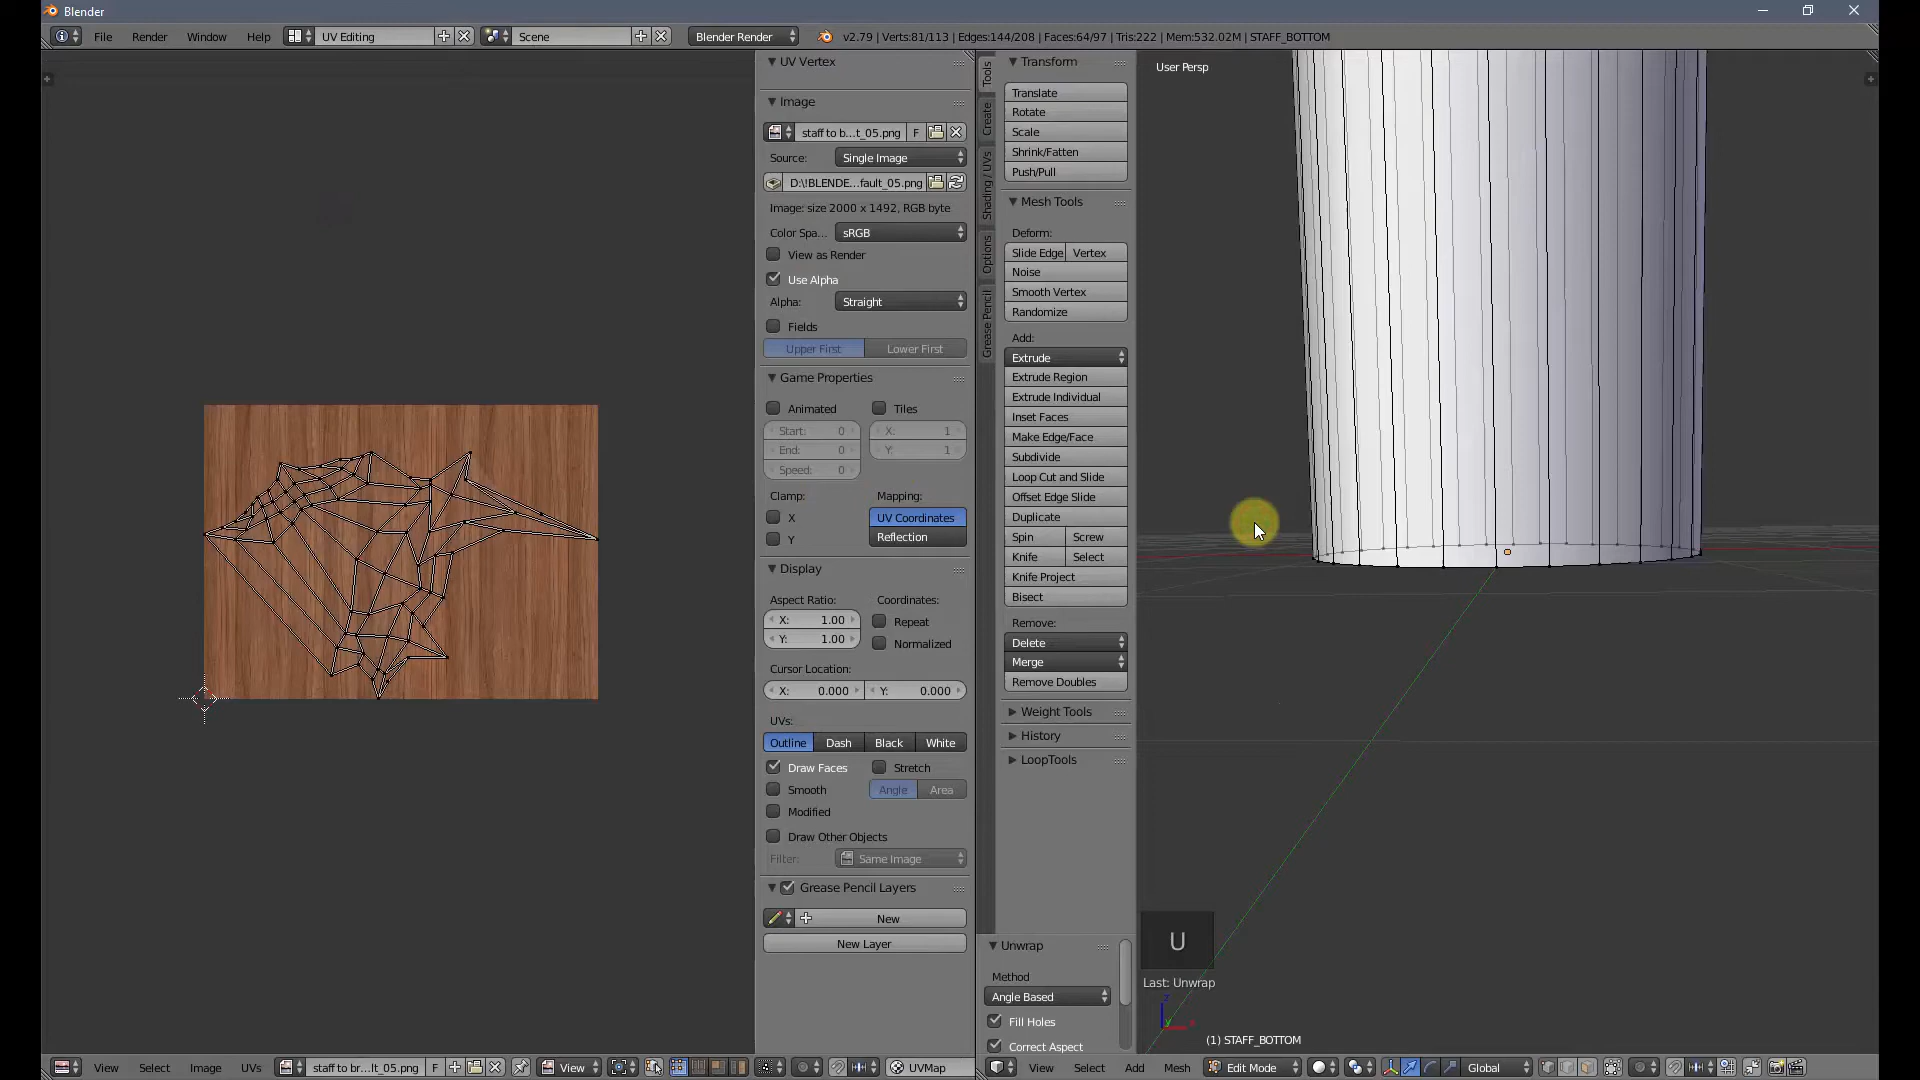 Blender
File Render Window Help UV Editing Scene Blender Render v2.79 | Verts:81/113 | Edges:144/208 | Faces:64/97 | Tris:222 | Mem:532.02M | STAFF_BOTTOM
UV Vertex
Image
staff to b...t_05.png F
Source: Single Image
D:\!BLENDE...fault_05.png
Image: size 2000 x 1492, RGB byte
Color Spa... sRGB
View as Render
Use Alpha
Alpha: Straight
Fields
Upper First Lower First
Game Properties
Animated Tiles
Start: 0 X: 1
End: 0 Y: 1
Speed: 0
Clamp: Mapping:
X UV Coordinates
Y Reflection
Display
Aspect Ratio: Coordinates:
X: 1.00 Repeat
Y: 1.00 Normalized
Cursor Location:
X: 0.000 Y: 0.000
UVs:
Outline Dash Black White
Draw Faces Stretch
Smooth Angle Area
Modified
Draw Other Objects
Filter: Same Image
Grease Pencil Layers
New
New Layer
Tools
Create
Shading / UVs
Options
Grease Pencil
Transform
Translate
Rotate
Scale
Shrink/Fatten
Push/Pull
Mesh Tools
Deform:
Slide Edge Vertex
Noise
Smooth Vertex
Randomize
Add:
Extrude
Extrude Region
Extrude Individual
Inset Faces
Make Edge/Face
Subdivide
Loop Cut and Slide
Offset Edge Slide
Duplicate
Spin Screw
Knife Select
Knife Project
Bisect
Remove:
Delete
Merge
Remove Doubles
Weight Tools
History
LoopTools
Unwrap
Method
Angle Based
Fill Holes
Correct Aspect
User Persp
U
Last: Unwrap
z
y
x
(1) STAFF_BOTTOM
View Select Image UVs staff to br...lt_05.png F View UVMap
View Select Add Mesh Edit Mode Global